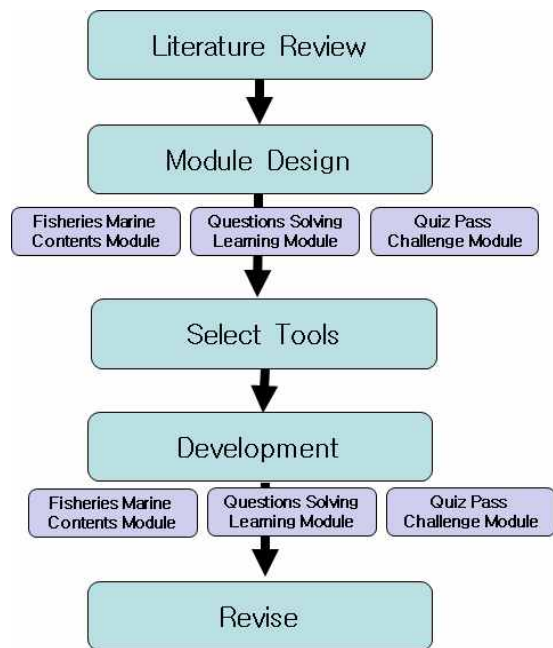 Literature Review
Module Design
Fisheries Marine
Contents Module
Questions Solving
Learning Module
Quiz Pass
Challenge Module
Select Tools
Development
Fisheries Marine
Contents Module
Questions Solving
Learning Module
Quiz Pass
Challenge Module
Revise